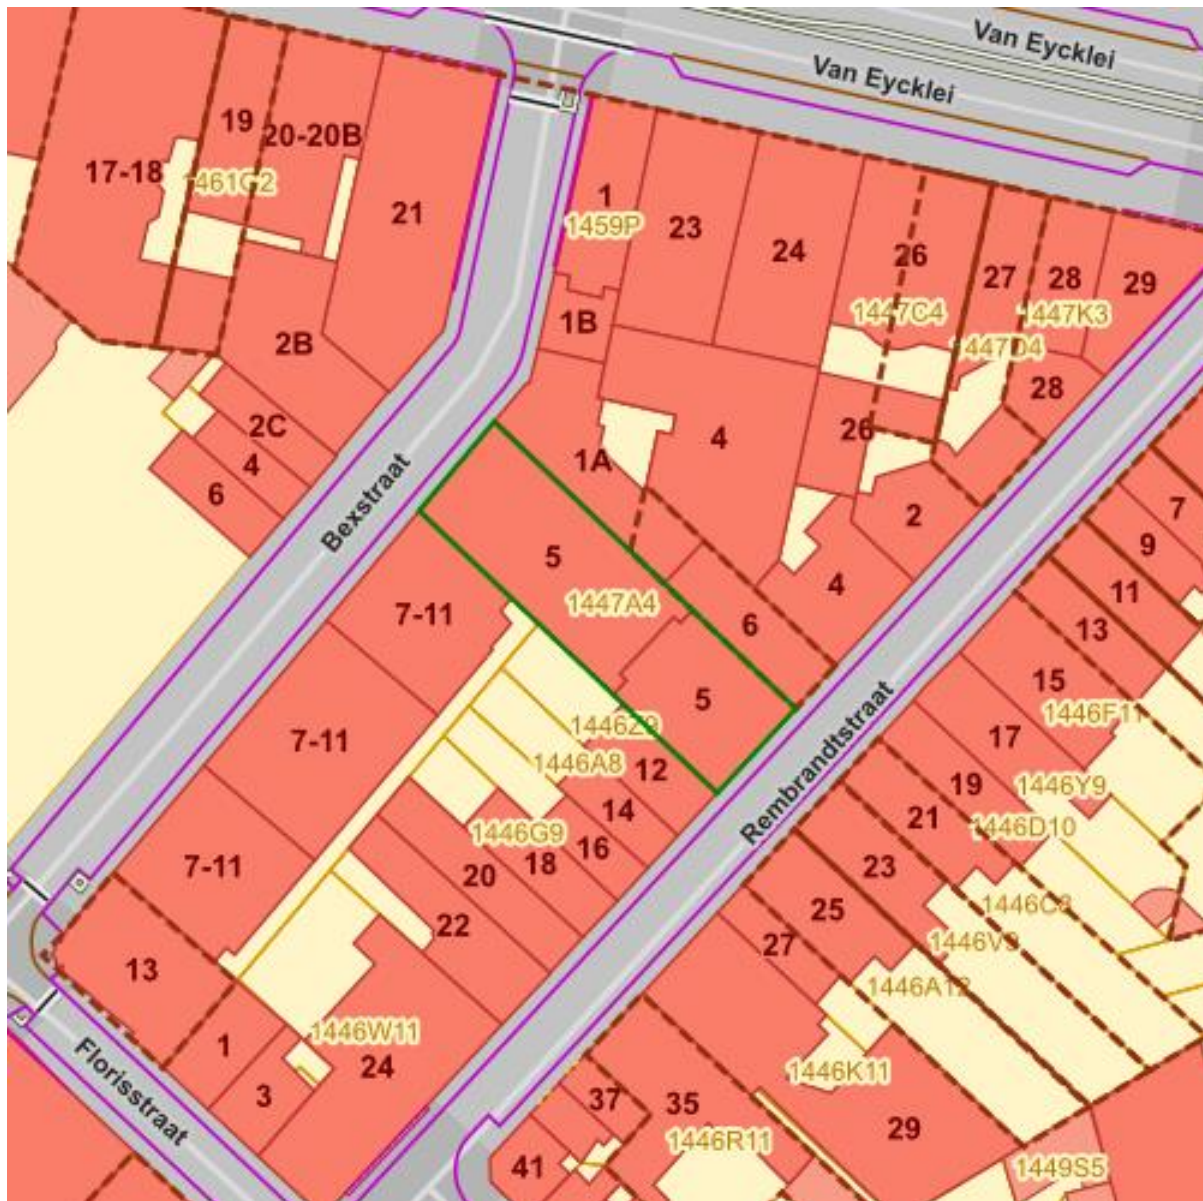 Van Eycklei
Van Eycklei
19
20-20B
17-18
1461G2
21
1
1459P
23
24
26
27
28
29
1447C4
1447K3
1447D4
1B
2B
28
2C
4
6
4
26
1A
2
7
9
11
13
Bexstraat
5
1447A4
4
6
7-11
15
1446F11
5
17
1446Z9
1446A8
12
14
Rembrandtstraat
7-11
19
1446Y9
21
1446D10
1446G9
16
18
20
23
7-11
22
25
1446C8
27
1446V9
13
1446A12
1
1446W11
24
1446K11
3
Florisstraat
37
35
1446R11
29
41
1449S5